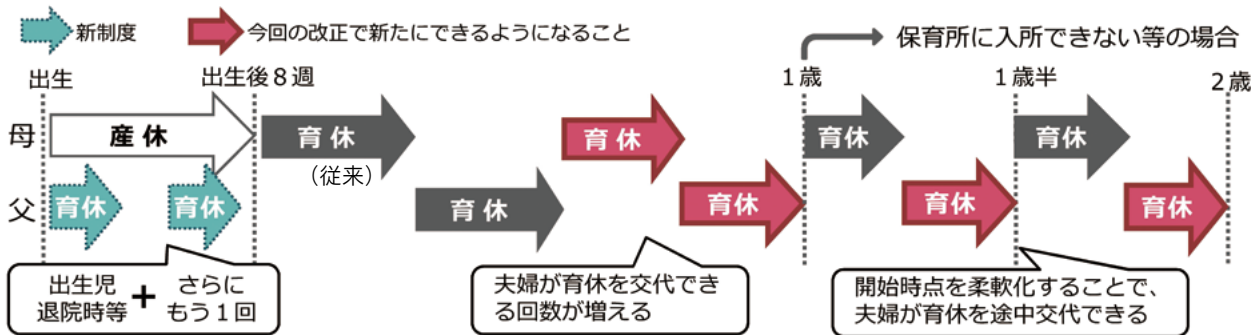 新制度
今回の改正で新たにできるようになること
保育所に入所できない等の場合
出生
出生後８週
１歳
１歳半
２歳
母
産休
育休
育休
育休
育休
（従来）
父
育休
育休
育休
育休
育休
育休
出生児
退院時等
＋
さらに
もう１回
夫婦が育休を交代でき
る回数が増える
開始時点を柔軟化することで、
夫婦が育休を途中交代できる